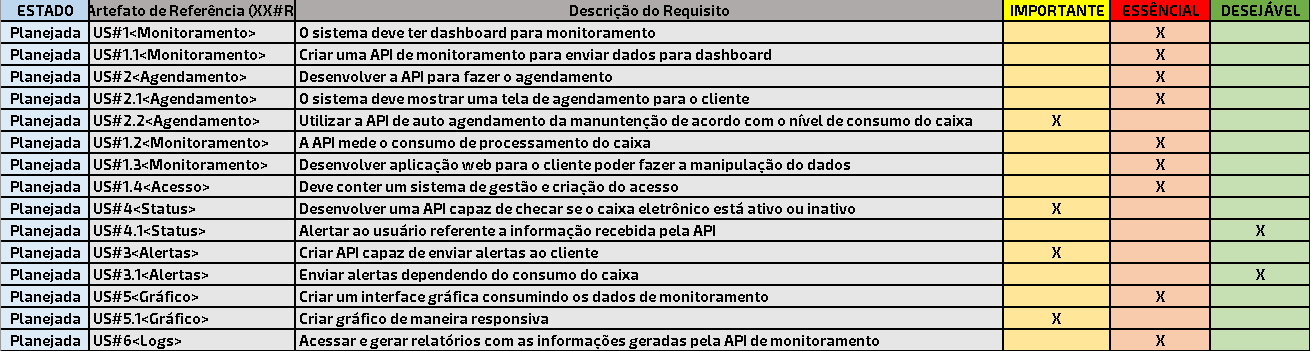 ESTADO Artefato de Referência (XX#R Descrição do Requisito IMPORTANTE ESSÊNCIAL DESEJÁVEL
Planejada US#1<Monitoramento> O sistema deve ter dashboard para monitoramento X
Planejada US#1.1<Monitoramento> Criar uma API de monitoramento para enviar dados para dashboard X
Planejada US#2<Agendamento> Desenvolver a API para fazer o agendamento X
Planejada US#2.1<Agendamento> O sistema deve mostrar uma tela de agendamento para o cliente X
Planejada US#2.2<Agendamento> Utilizar a API de auto agendamento da manuntenção de acordo com o nível de consumo do caixa X
Planejada US#1.2<Monitoramento> A API mede o consumo de processamento do caixa X
Planejada US#1.3<Monitoramento> Desenvolver aplicação web para o cliente poder fazer a manipulação do dados X
Planejada US#1.4<Acesso> Deve conter um sistema de gestão e criação do acesso X
Planejada US#4<Status> Desenvolver uma API capaz de checar se o caixa eletrônico está ativo ou inativo X
Planejada US#4.1<Status> Alertar ao usuário referente a informação recebida pela API X
Planejada US#3<Alertas> Criar API capaz de enviar alertas ao cliente X
Planejada US#3.1<Alertas> Enviar alertas dependendo do consumo do caixa X
Planejada US#5<Gráfico> Criar um interface gráfica consumindo os dados de monitoramento X
Planejada US#5.1<Gráfico> Criar gráfico de maneira responsiva X
Planejada US#6<Logs> Acessar e gerar relatórios com as informações geradas pela API de monitoramento X